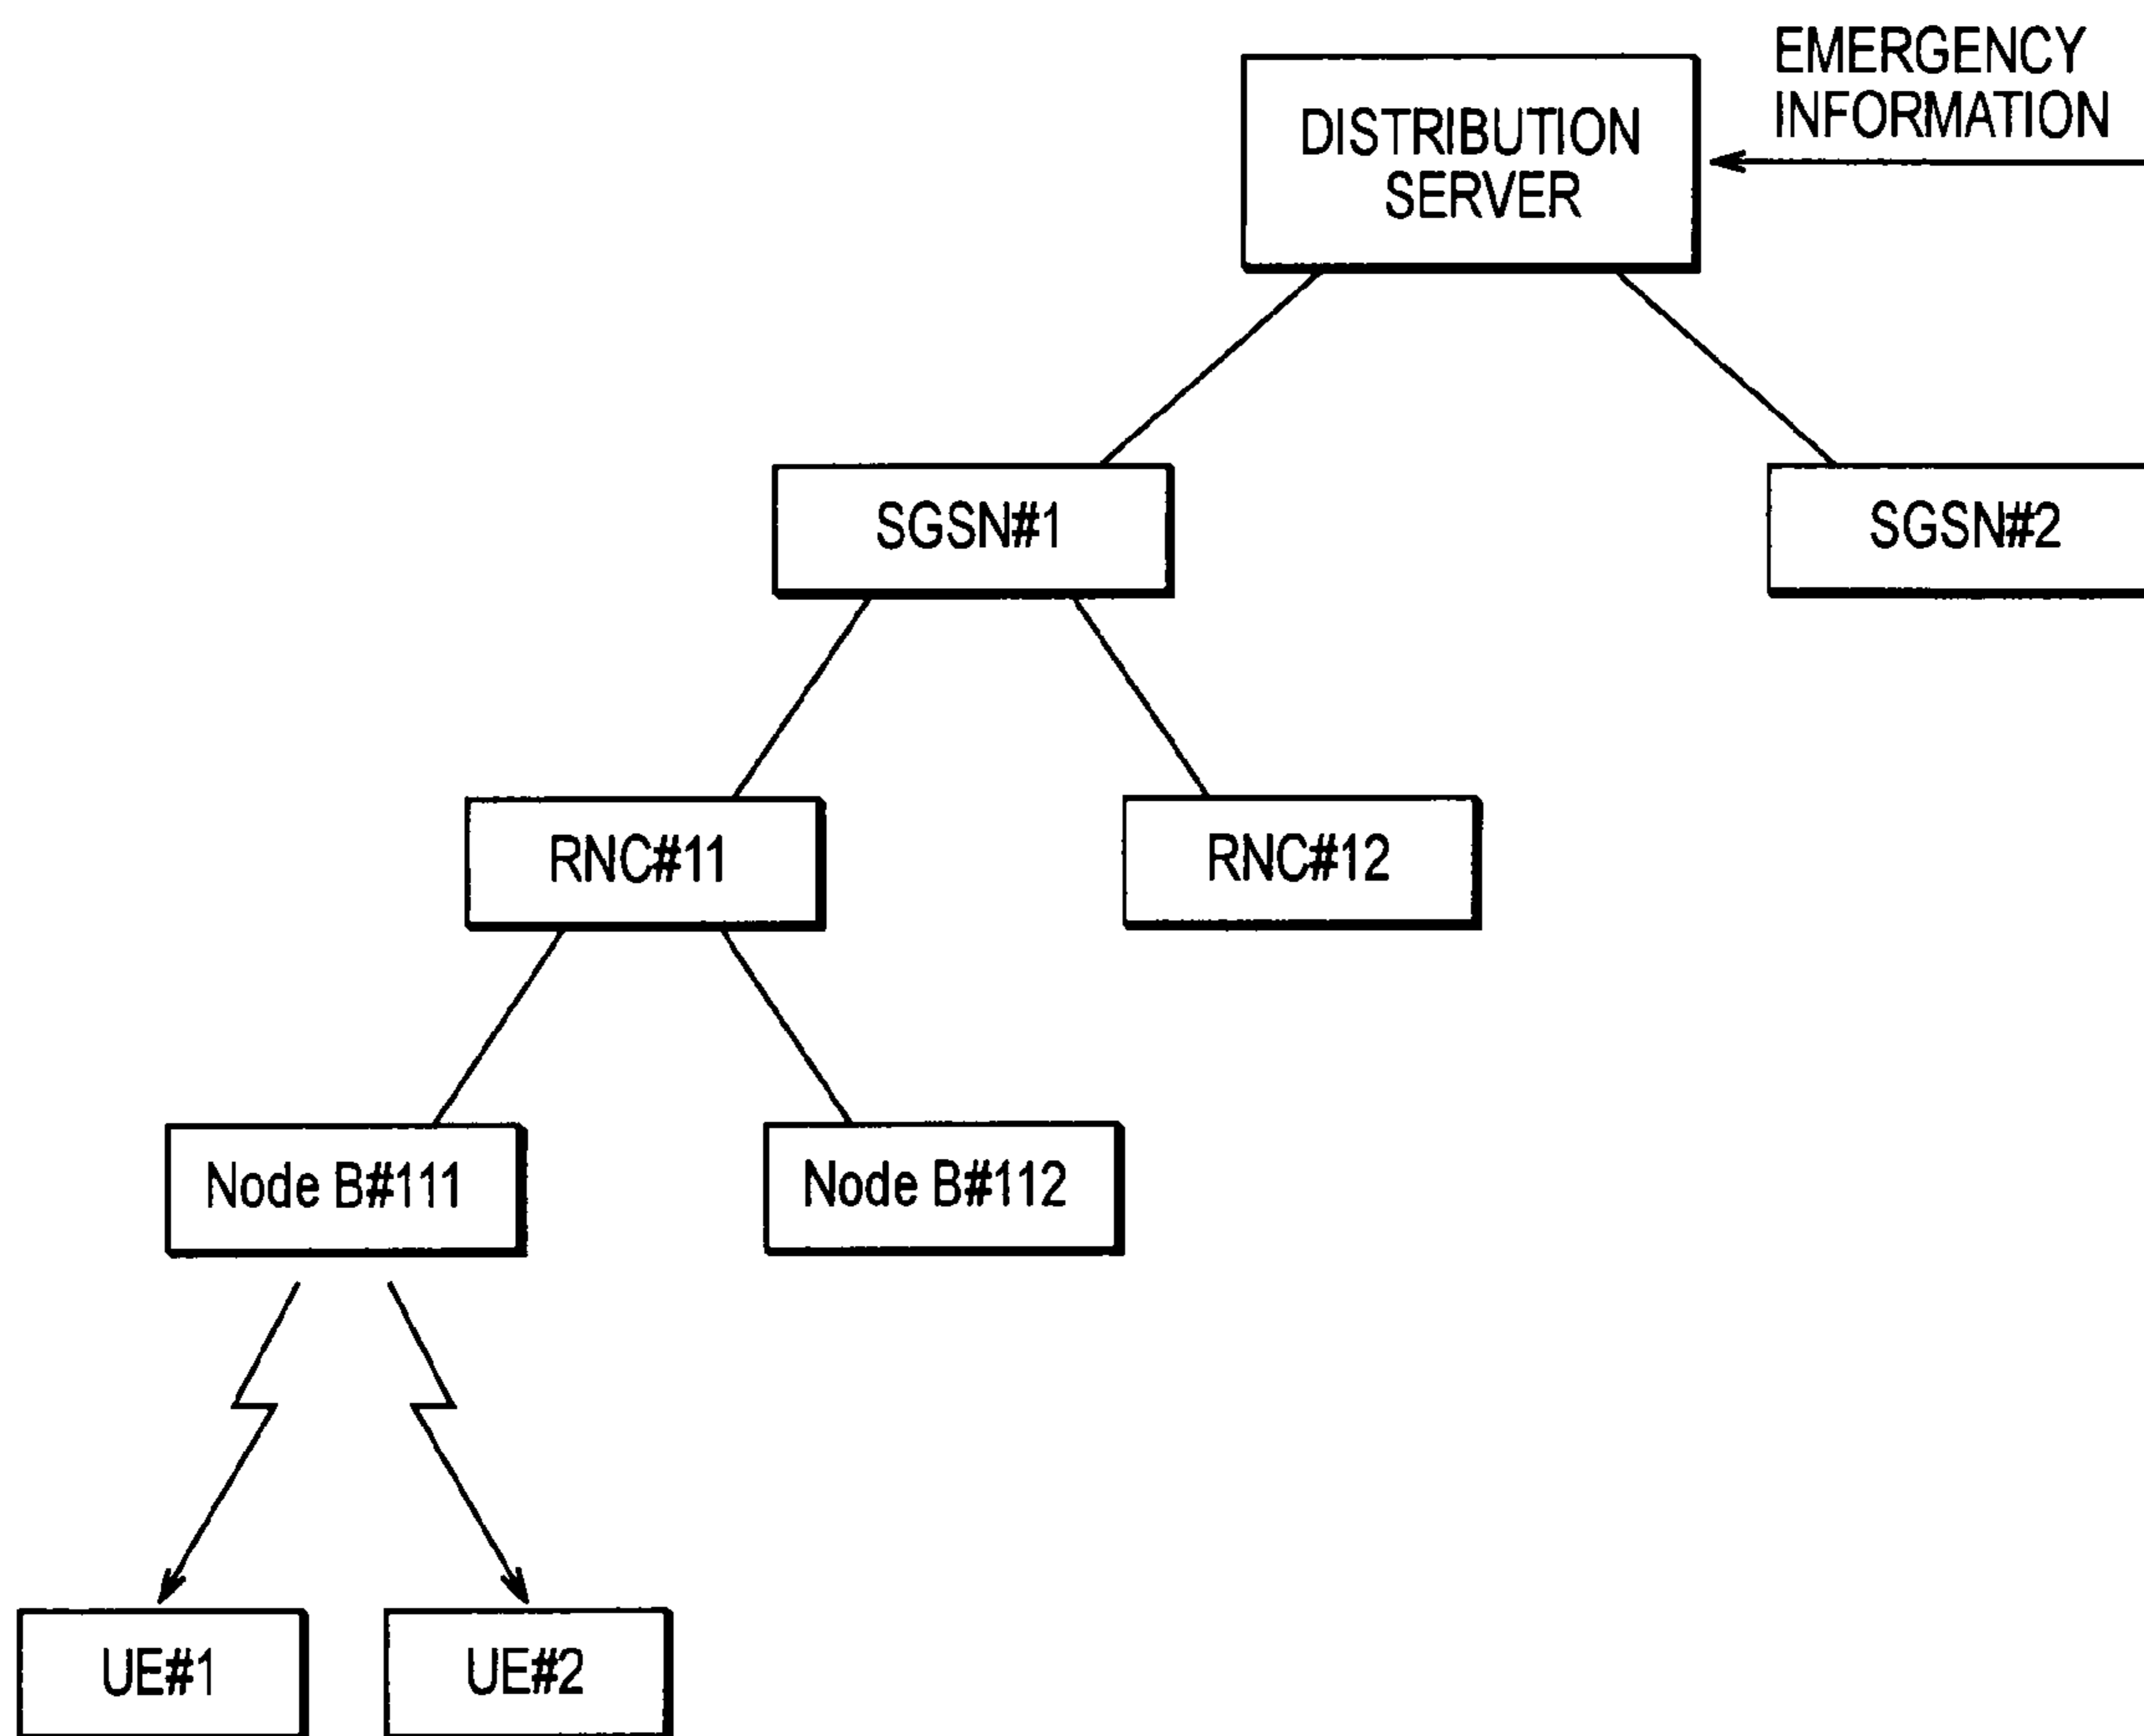 EMERGENCY
INFORMATION
DISTRIBUTION
SERVER
SGSN#1
SGSN#2
RNC#11
RNC#12
Node B#111
Node B#112
UE#1
UE#2